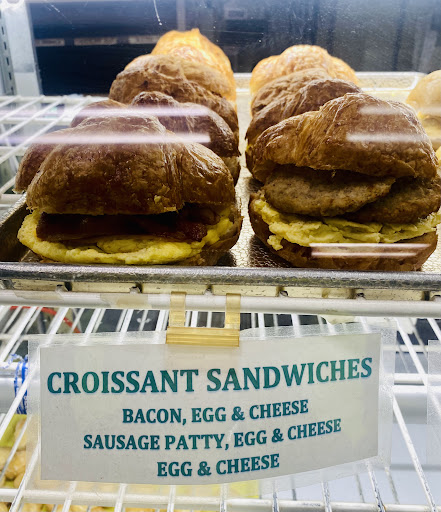 CROISSANT SANDWICHES
BACON, EGG & CHEESE
SAUSAGE PATTY, EGG & CHEESE
EGG & CHEESE